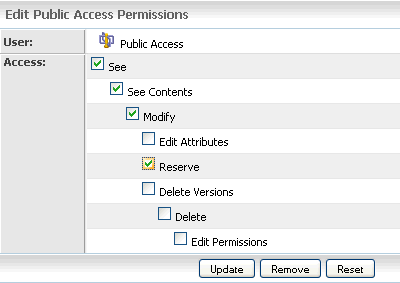 Edit Public Access Permissions
User: Public Access
Access: See
See Contents
Modify
Edit Attributes
Reserve
Delete Versions
Delete
Edit Permissions
Update Remove Reset